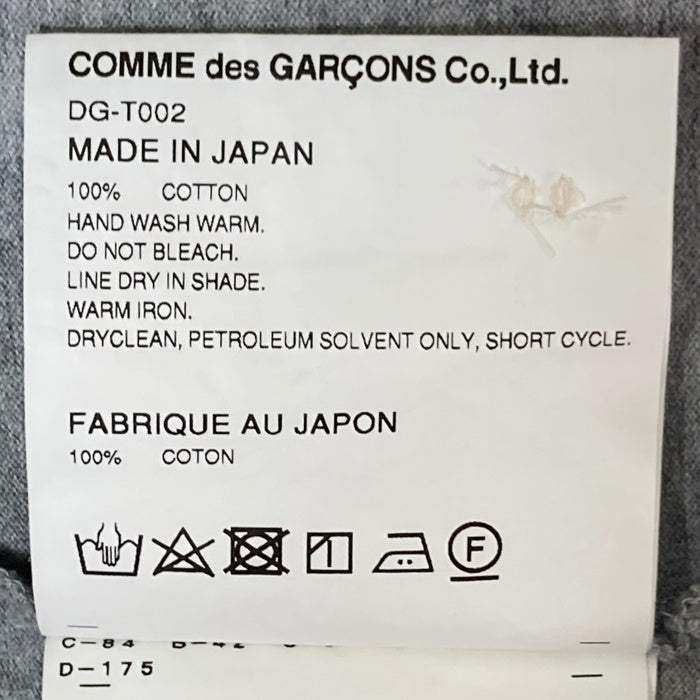 COMME des GARÇONS Co.,Ltd.
DG-T002
MADE IN JAPAN
100% COTTON
HAND WASH WARM.
DO NOT BLEACH.
LINE DRY IN SHADE.
WARM IRON.
DRYCLEAN, PETROLEUM SOLVENT ONLY, SHORT CYCLE.
FABRIQUE AU JAPON
100% COTON
F
C-84
D-175